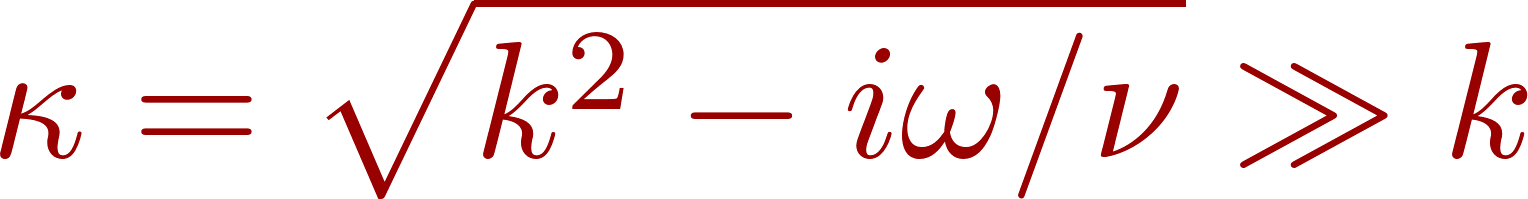 κ = √(k² − iω/ν) ≫ k